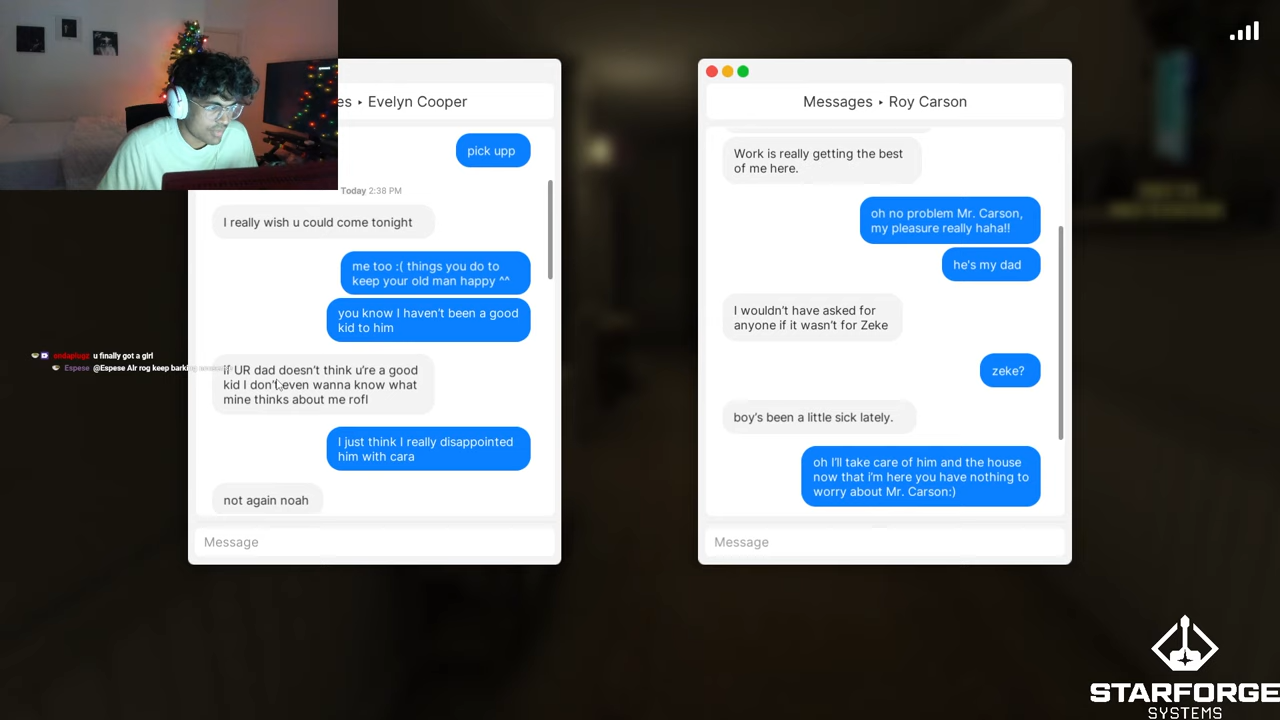 es ▸ Evelyn Cooper
pick upp
Today 2:38 PM
I really wish u could come tonight
me too :( things you do to
keep your old man happy ^^
you know I haven't been a good
kid to him
if UR dad doesn't think u're a good
kid I don't even wanna know what
mine thinks about me rofl
I just think I really disappointed
him with cara
not again noah
Message
Messages ▸ Roy Carson
Work is really getting the best
of me here.
oh no problem Mr. Carson,
my pleasure really haha!!
he's my dad
I wouldn't have asked for
anyone if it wasn't for Zeke
zeke?
boy's been a little sick lately.
oh I'll take care of him and the house
now that i'm here you have nothing to
worry about Mr. Carson:)
Message
u finally got a girl
Espese @Espese Alr rog keep
STARFORGE
SYSTEMS